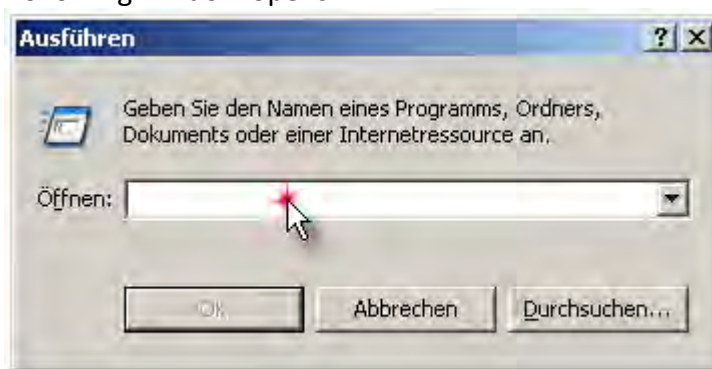 Ausführen
Geben Sie den Namen eines Programms, Ordners,
Dokuments oder einer Internetressource an.
Öffnen:
OK
Abbrechen
Durchsuchen...